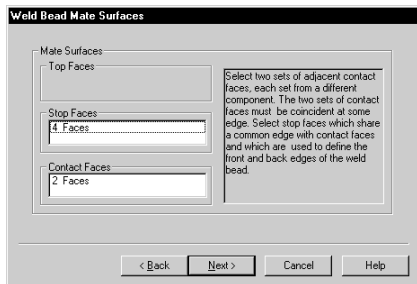 Weld Bead Mate Surfaces
Mate Surfaces
Top Faces
Stop Faces
4 Faces
Contact Faces
2 Faces
Select two sets of adjacent contact
faces, each set from a different
component. The two sets of contact
faces must be coincident at some
edge. Select stop faces which share
a common edge with contact faces
and which are used to define the
front and back edges of the weld
bead.
< Back
Next >
Cancel
Help